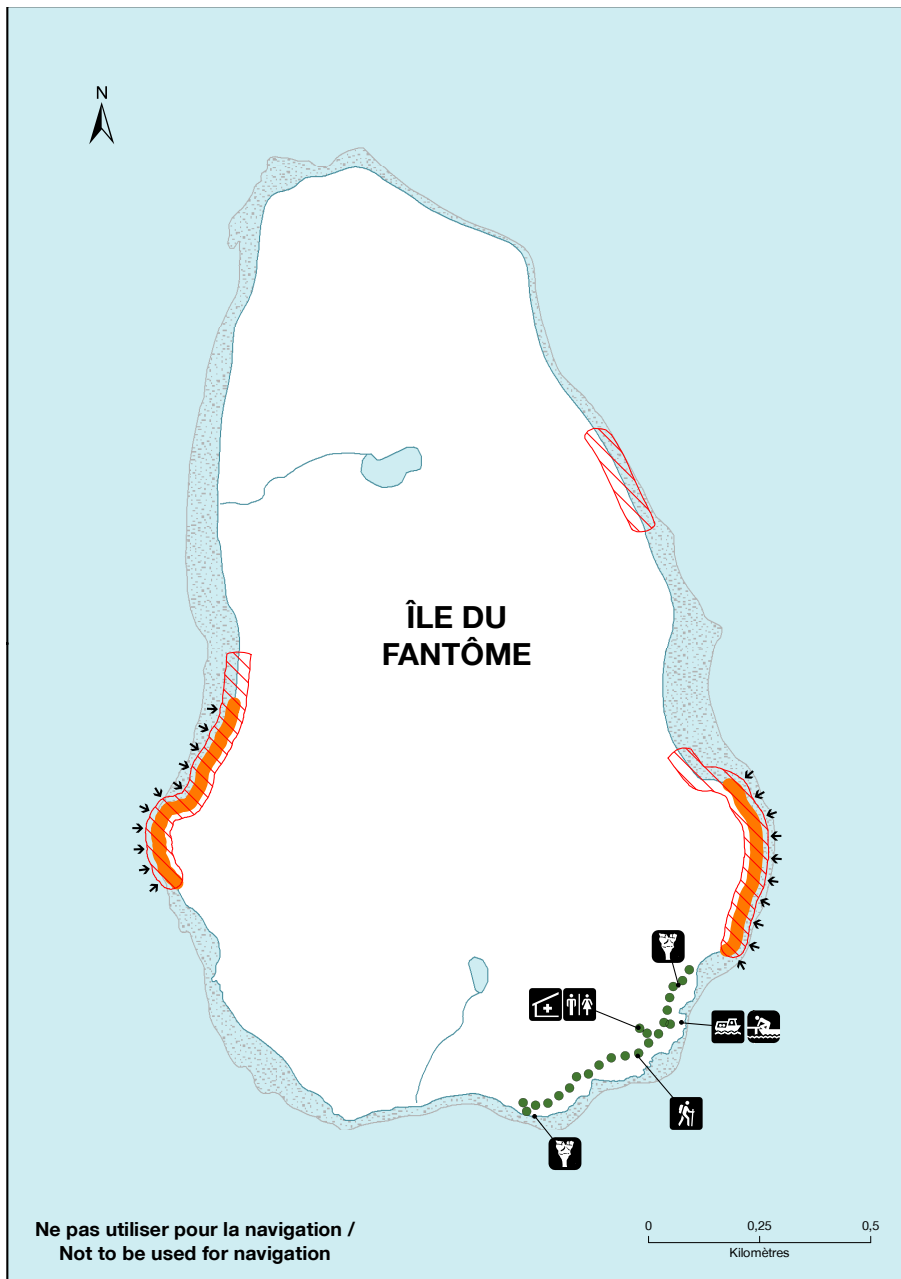 N
ÎLE DU
FANTÔME
Ne pas utiliser pour la navigation /
Not to be used for navigation
0 0,25 0,5
Kilomètres